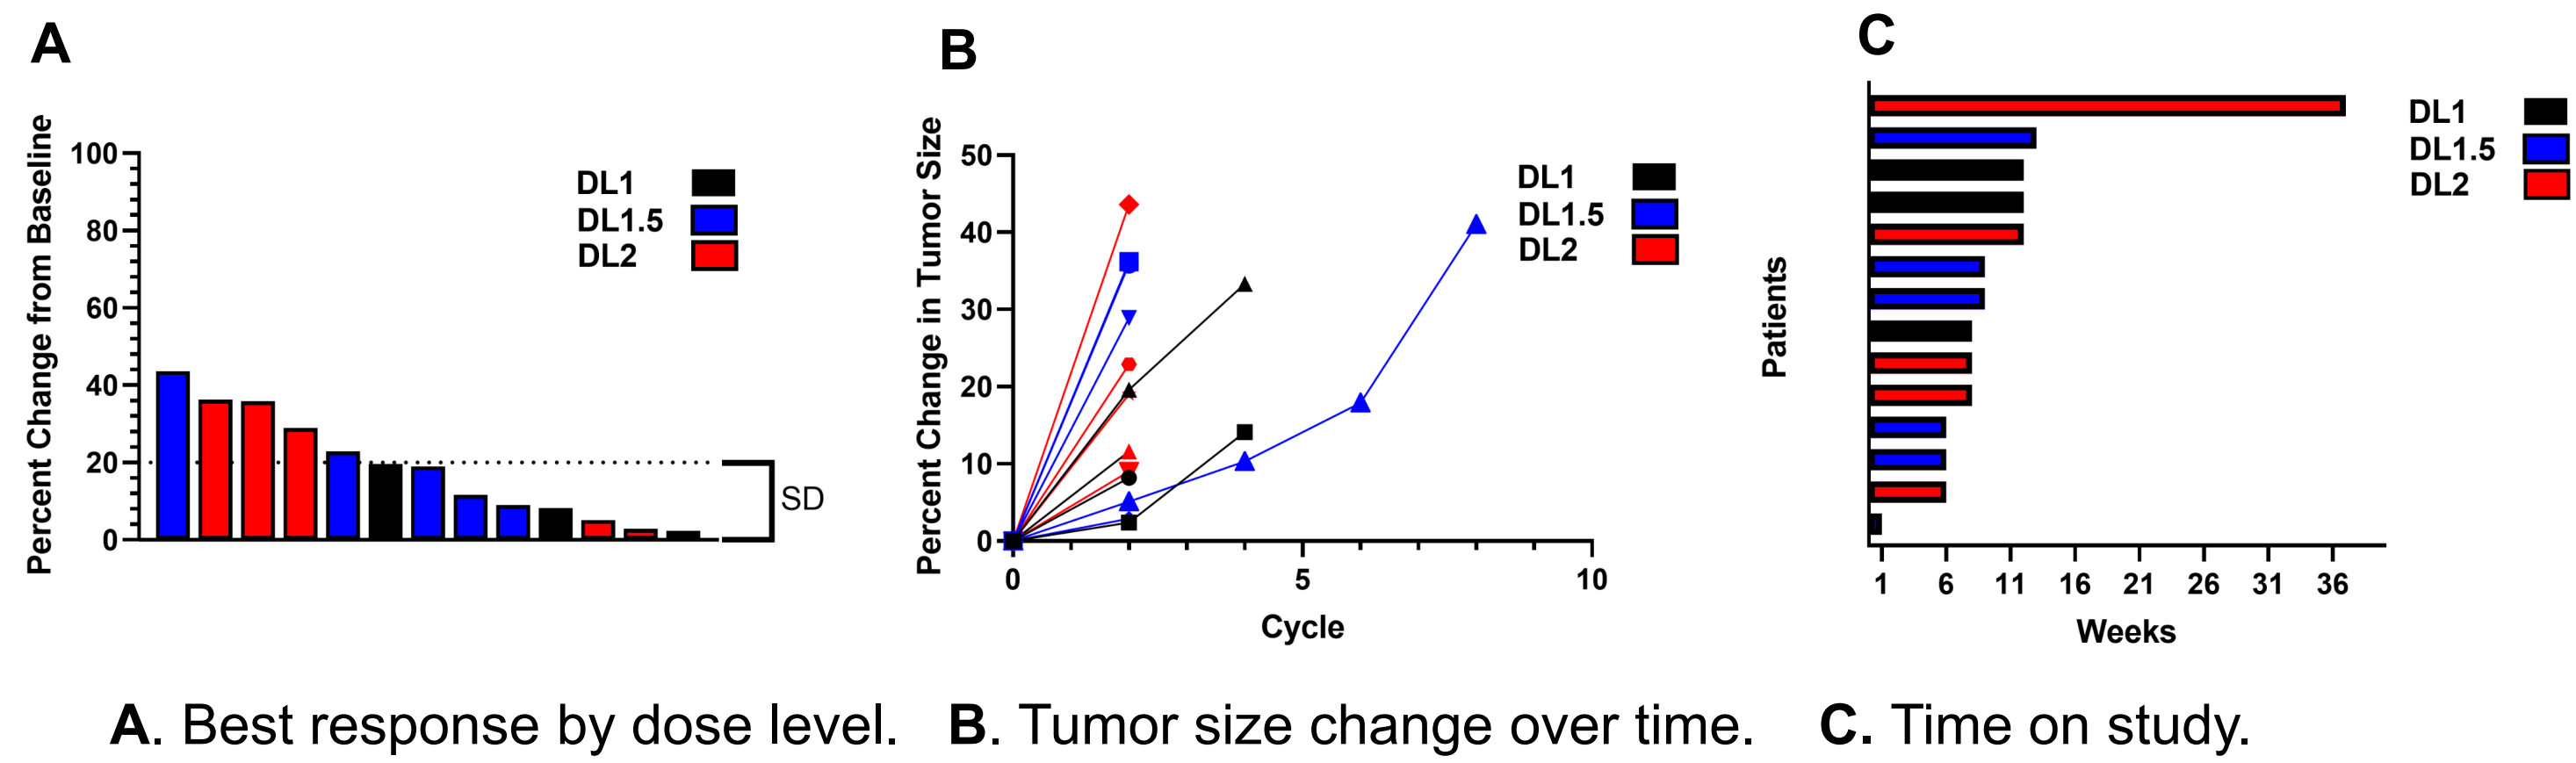 A
Percent Change from Baseline
100
80
60
40
20
0
DL1
DL1.5
DL2
SD
B
Percent Change in Tumor Size
50
40
30
20
10
0
0
5
10
Cycle
DL1
DL1.5
DL2
C
Patients
1
6
11
16
21
26
31
36
Weeks
DL1
DL1.5
DL2
A. Best response by dose level.
B. Tumor size change over time.
C. Time on study.